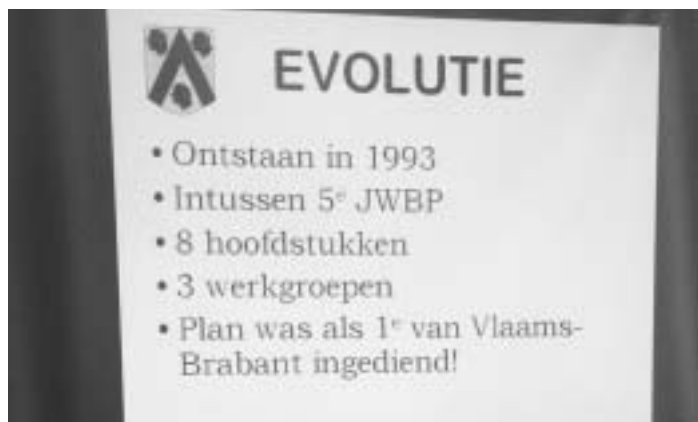 EVOLUTIE
• Ontstaan in 1993
• Intussen 5e JWBP
• 8 hoofdstukken
• 3 werkgroepen
• Plan was als 1e van Vlaams-
Brabant ingediend!